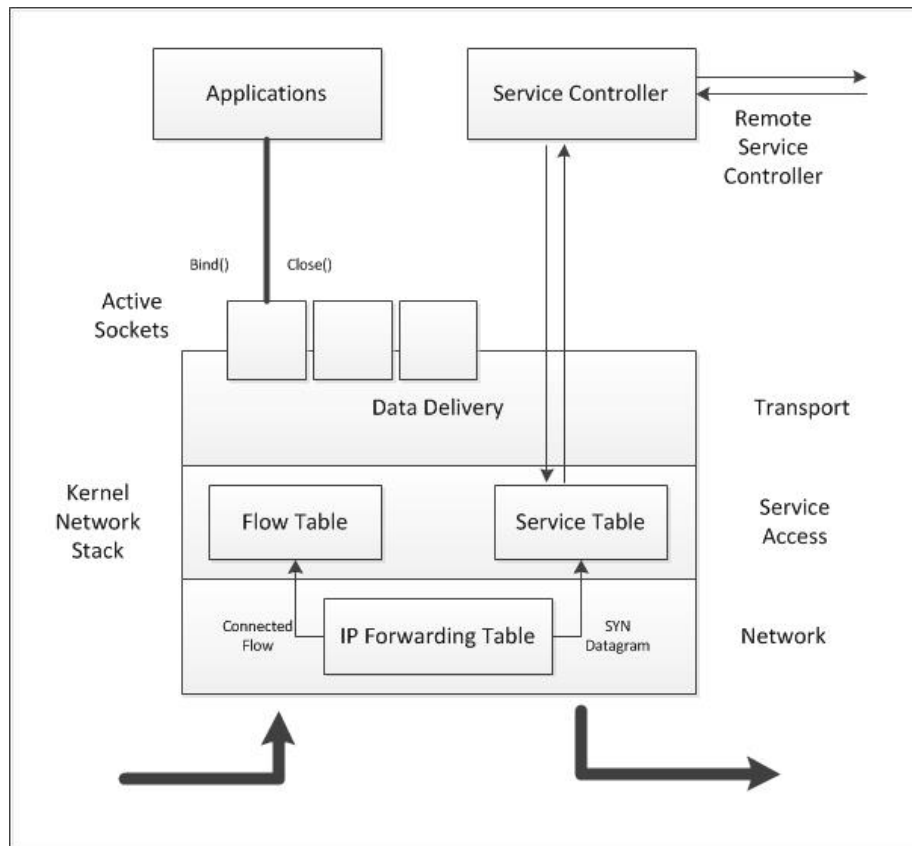 Applications
Service Controller
Remote
Service
Controller
Bind()
Close()
Active
Sockets
Data Delivery
Transport
Kernel
Network
Stack
Flow Table
Service Table
Service
Access
Connected
Flow
IP Forwarding Table
SYN
Datagram
Network